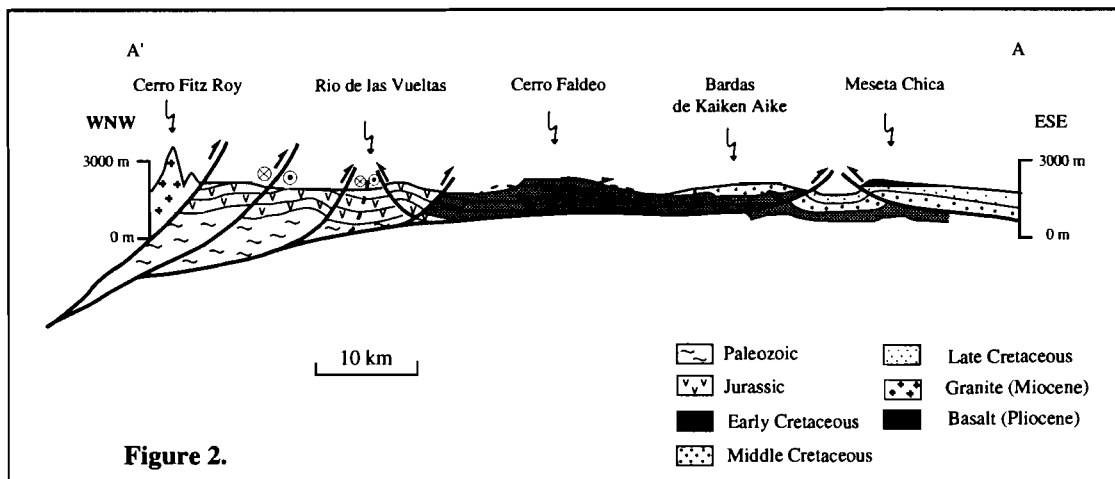 A'
A
Cerro Fitz Roy
Rio de las Vueltas
Cerro Faldeo
Bardas
de Kaiken Aike
Meseta Chica
WNW
ESE
3000 m
3000 m
0 m
0 m
10 km
Paleozoic
Jurassic
Early Cretaceous
Middle Cretaceous
Late Cretaceous
Granite (Miocene)
Basalt (Pliocene)
Figure 2.